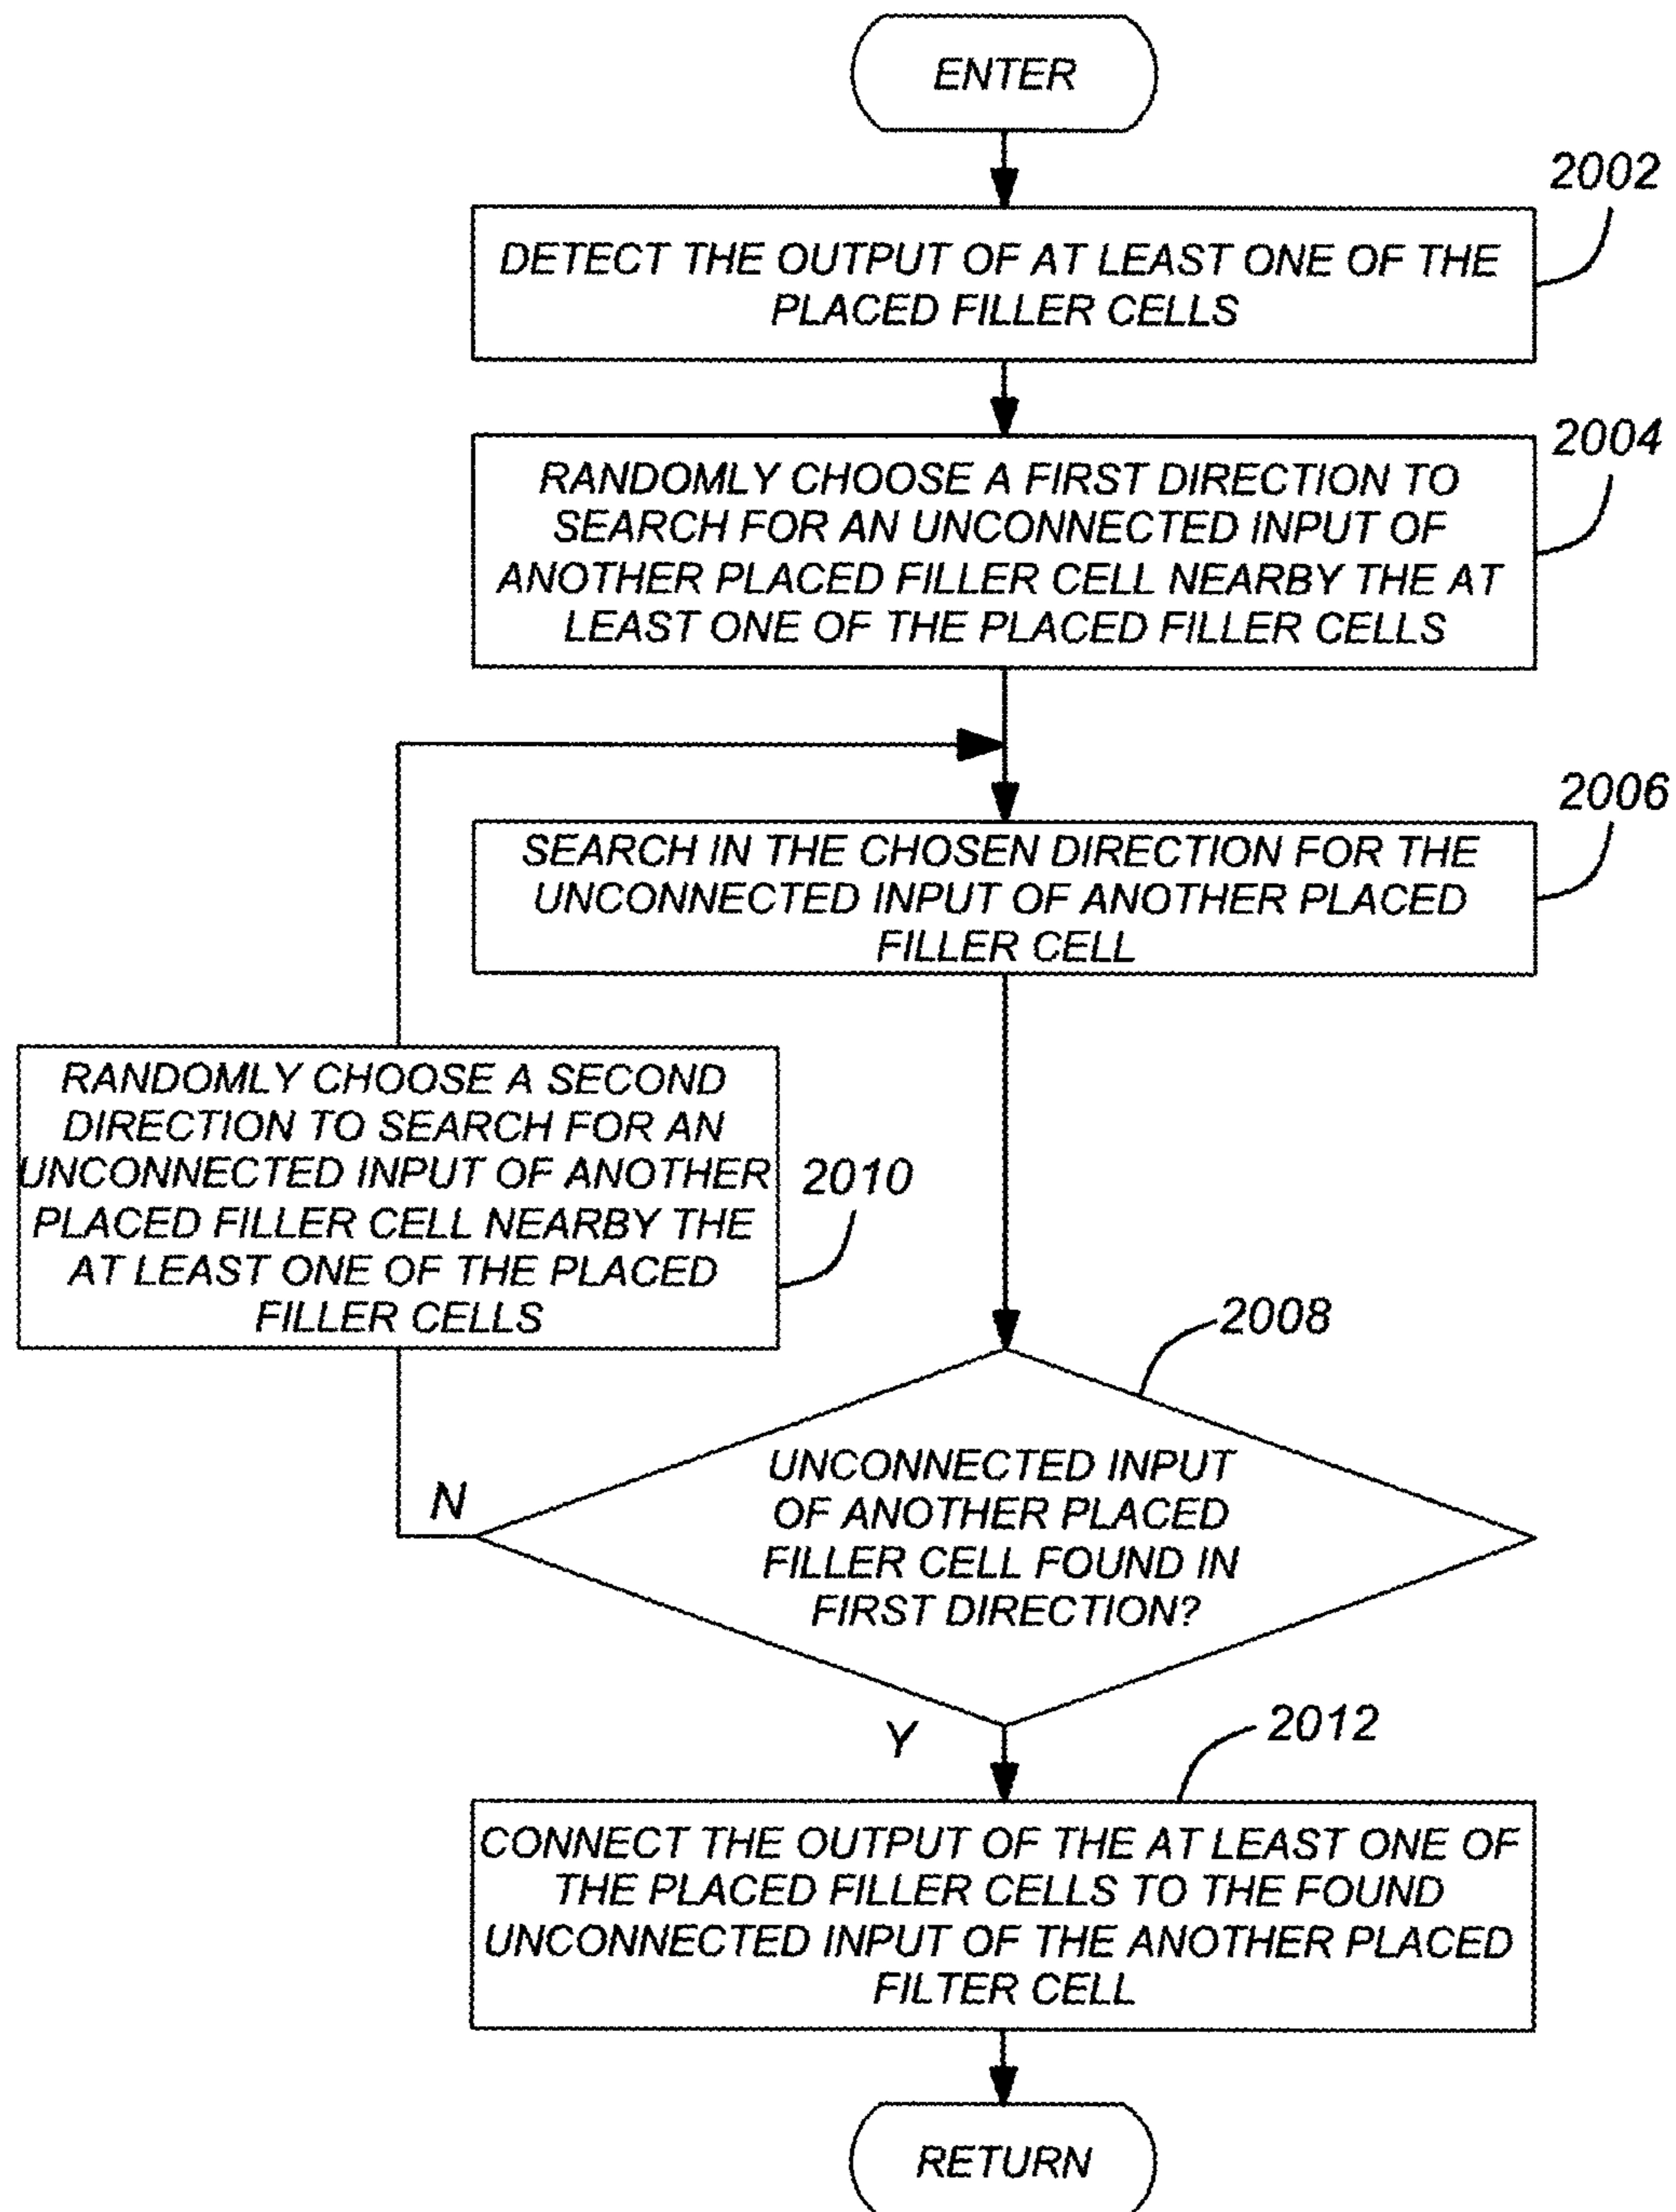 ENTER
2002
DETECT THE OUTPUT OF AT LEAST ONE OF THE
PLACED FILLER CELLS
2004
RANDOMLY CHOOSE A FIRST DIRECTION TO
SEARCH FOR AN UNCONNECTED INPUT OF
ANOTHER PLACED FILLER CELL NEARBY THE AT
LEAST ONE OF THE PLACED FILLER CELLS
2006
SEARCH IN THE CHOSEN DIRECTION FOR THE
UNCONNECTED INPUT OF ANOTHER PLACED
FILLER CELL
RANDOMLY CHOOSE A SECOND
DIRECTION TO SEARCH FOR AN
UNCONNECTED INPUT OF ANOTHER
PLACED FILLER CELL NEARBY THE
AT LEAST ONE OF THE PLACED
FILLER CELLS
2010
2008
UNCONNECTED INPUT
OF ANOTHER PLACED
FILLER CELL FOUND IN
FIRST DIRECTION?
N
Y
2012
CONNECT THE OUTPUT OF THE AT LEAST ONE OF
THE PLACED FILLER CELLS TO THE FOUND
UNCONNECTED INPUT OF THE ANOTHER PLACED
FILTER CELL
RETURN